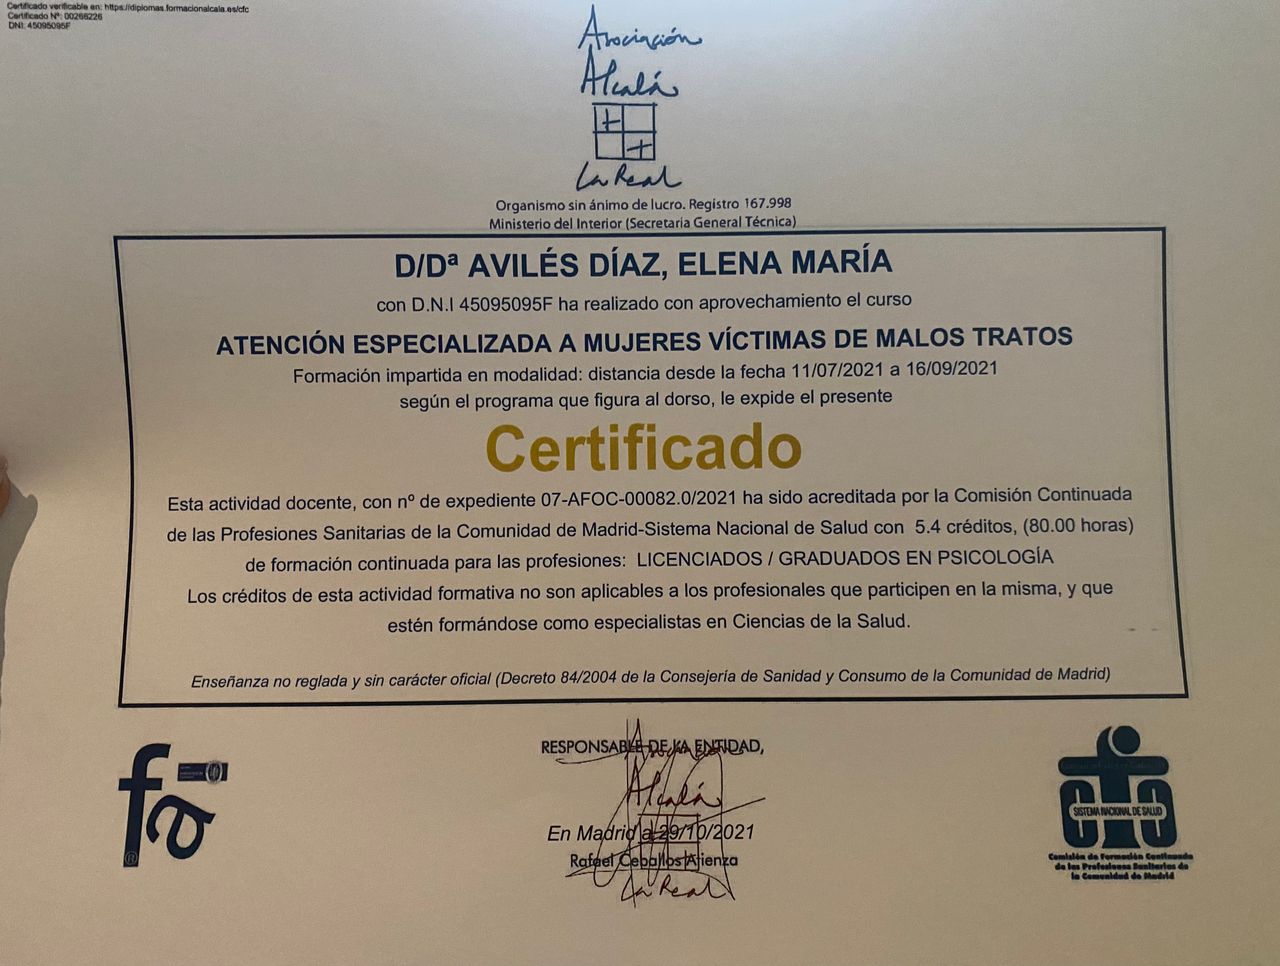 Certificado verificable en: https://diplomas.formacionalcala.es/cfc
Certificado Nº: 00266226
DNI: 45095095F
Asociación
Alcalá
La Real
Organismo sin ánimo de lucro. Registro 167.998
Ministerio del Interior (Secretaria General Técnica)
D/Dª AVILÉS DÍAZ, ELENA MARÍA
con D.N.I 45095095F ha realizado con aprovechamiento el curso
ATENCIÓN ESPECIALIZADA A MUJERES VÍCTIMAS DE MALOS TRATOS
Formación impartida en modalidad: distancia desde la fecha 11/07/2021 a 16/09/2021
según el programa que figura al dorso, le expide el presente
Certificado
Esta actividad docente, con nº de expediente 07-AFOC-00082.0/2021 ha sido acreditada por la Comisión Continuada
de las Profesiones Sanitarias de la Comunidad de Madrid-Sistema Nacional de Salud con 5.4 créditos, (80.00 horas)
de formación continuada para las profesiones: LICENCIADOS / GRADUADOS EN PSICOLOGÍA
Los créditos de esta actividad formativa no son aplicables a los profesionales que participen en la misma, y que
estén formándose como especialistas en Ciencias de la Salud.
Enseñanza no reglada y sin carácter oficial (Decreto 84/2004 de la Consejería de Sanidad y Consumo de la Comunidad de Madrid)
fa
®
RESPONSABLE DE LA ENTIDAD,
Asociación
Alcalá
En Madrid a 29/10/2021
Rafael Ceballos Atienza
La Real
SISTEMA NACIONAL DE SALUD
Comisión de Formación Continuada
de las Profesiones Sanitarias de
la Comunidad de Madrid